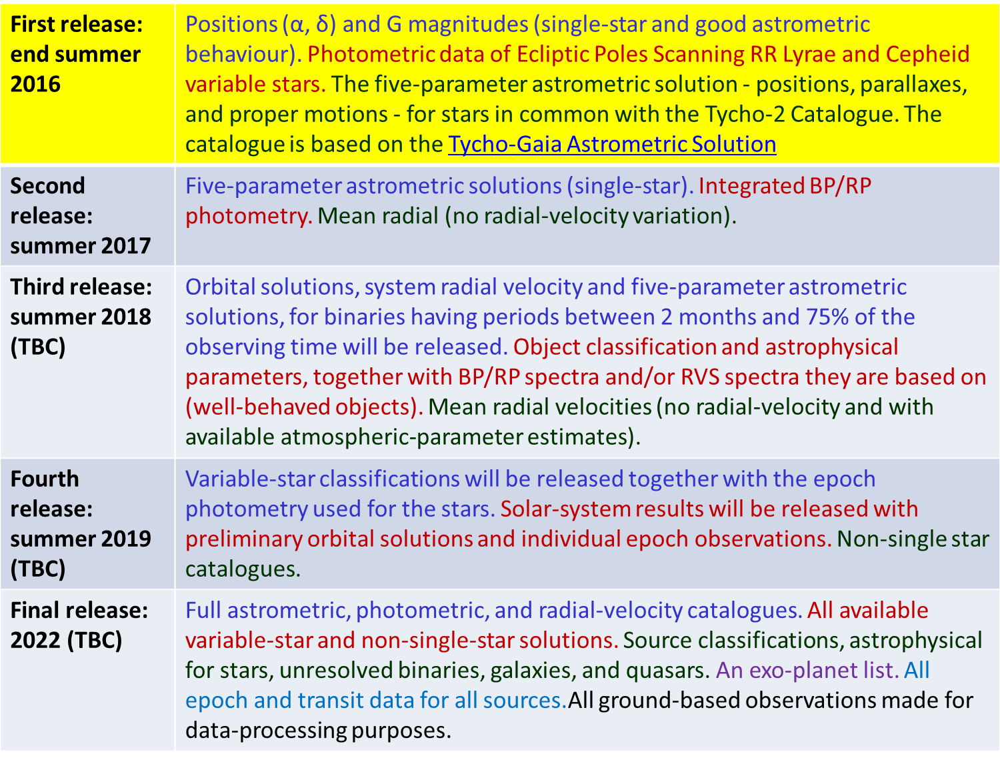 First release:
end summer
2016
Positions (α, δ) and G magnitudes (single-star and good astrometric
behaviour). Photometric data of Ecliptic Poles Scanning RR Lyrae and Cepheid
variable stars. The five-parameter astrometric solution - positions, parallaxes,
and proper motions - for stars in common with the Tycho-2 Catalogue. The
catalogue is based on the Tycho-Gaia Astrometric Solution
Second
release:
summer 2017
Five-parameter astrometric solutions (single-star). Integrated BP/RP
photometry. Mean radial (no radial-velocity variation).
Third release:
summer 2018
(TBC)
Orbital solutions, system radial velocity and five-parameter astrometric
solutions, for binaries having periods between 2 months and 75% of the
observing time will be released. Object classification and astrophysical
parameters, together with BP/RP spectra and/or RVS spectra they are based on
(well-behaved objects). Mean radial velocities (no radial-velocity and with
available atmospheric-parameter estimates).
Fourth
release:
summer 2019
(TBC)
Variable-star classifications will be released together with the epoch
photometry used for the stars. Solar-system results will be released with
preliminary orbital solutions and individual epoch observations. Non-single star
catalogues.
Final release:
2022 (TBC)
Full astrometric, photometric, and radial-velocity catalogues. All available
variable-star and non-single-star solutions. Source classifications, astrophysical
for stars, unresolved binaries, galaxies, and quasars. An exo-planet list. All
epoch and transit data for all sources.All ground-based observations made for
data-processing purposes.